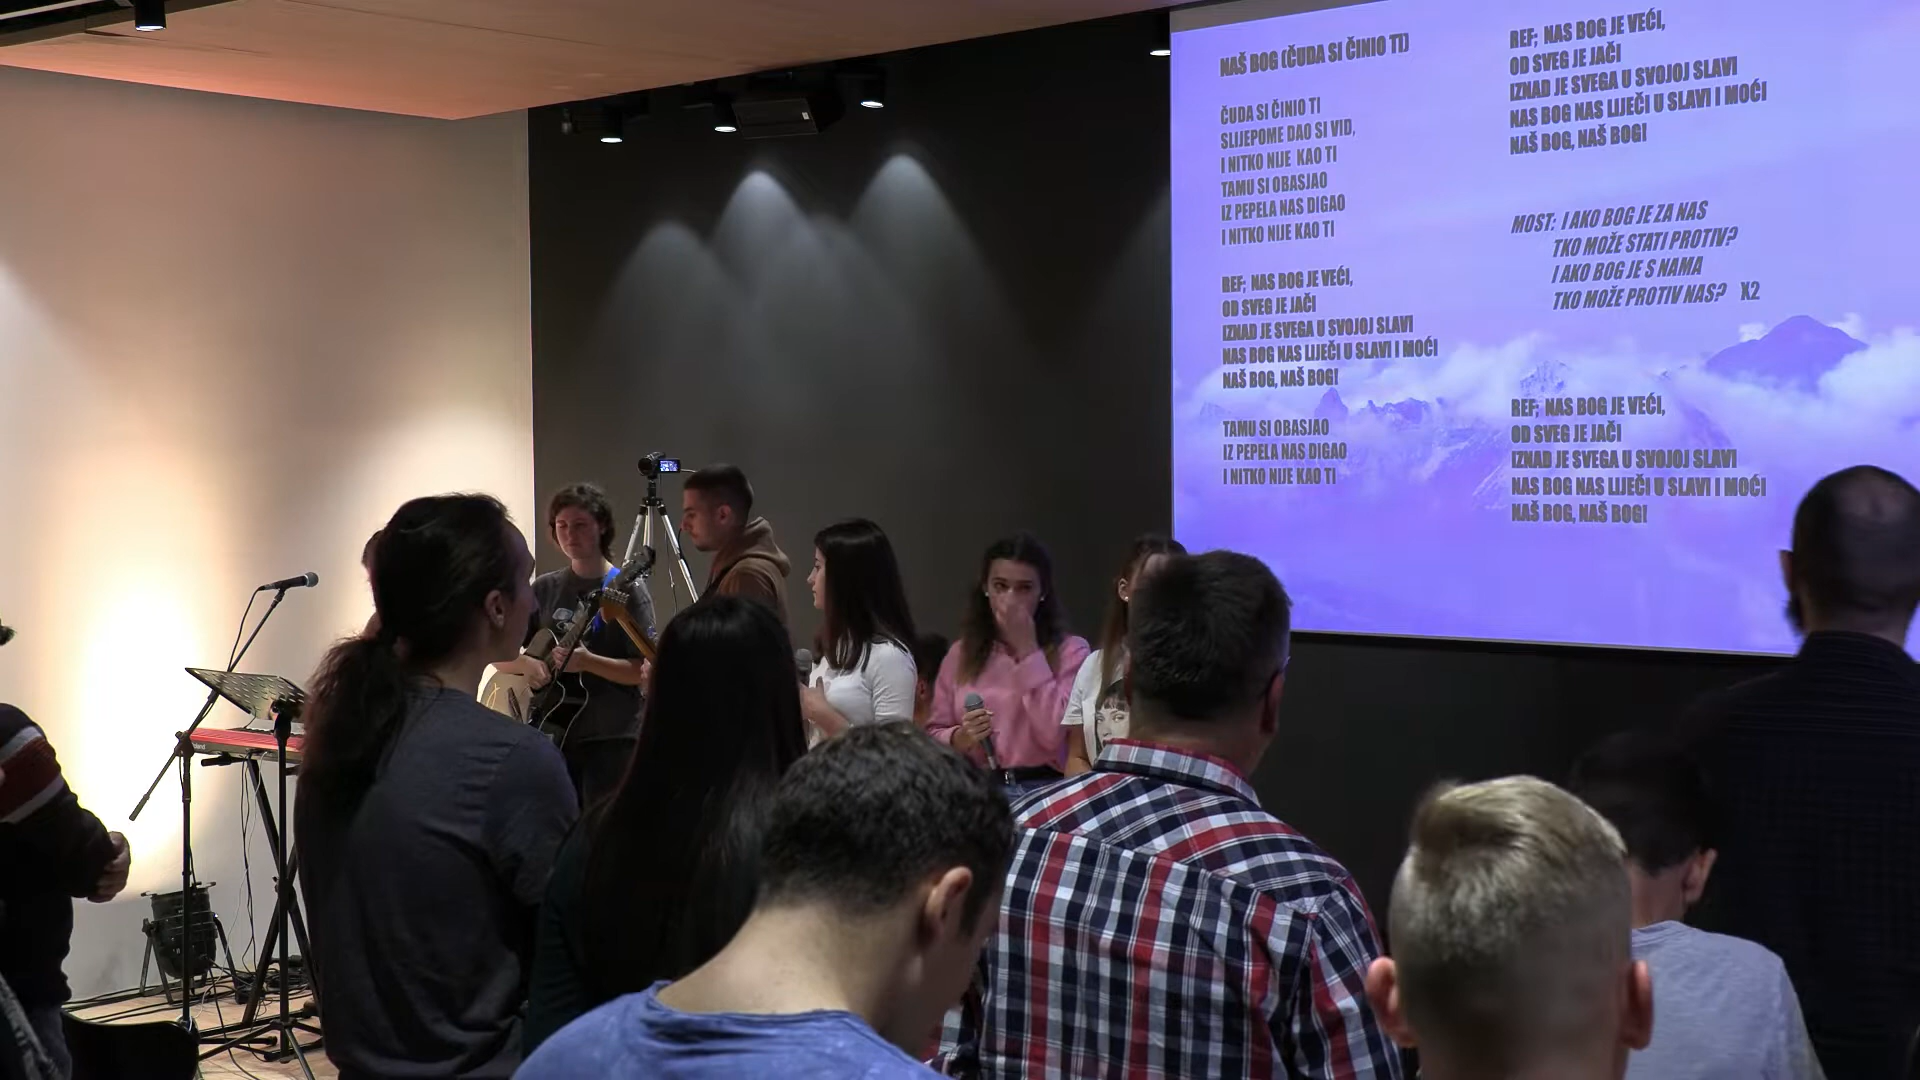 NAŠ BOG (ČUDA SI ČINIO TI)
ČUDA SI ČINIO TI
SLIJEPOME DAO SI VID,
I NITKO NIJE KAO TI
TAMU SI OBASJAO
IZ PEPELA NAS DIGAO
I NITKO NIJE KAO TI
REF; NAS BOG JE VEĆI,
OD SVEG JE JAČI
IZNAD JE SVEGA U SVOJOJ SLAVI
NAS BOG NAS LIJEČI U SLAVI I MOĆI
NAŠ BOG, NAŠ BOG!
TAMU SI OBASJAO
IZ PEPELA NAS DIGAO
I NITKO NIJE KAO TI
REF; NAS BOG JE VEĆI,
OD SVEG JE JAČI
IZNAD JE SVEGA U SVOJOJ SLAVI
NAS BOG NAS LIJEČI U SLAVI I MOĆI
NAŠ BOG, NAŠ BOG!
MOST: I AKO BOG JE ZA NAS
TKO MOŽE STATI PROTIV?
I AKO BOG JE S NAMA
TKO MOŽE PROTIV NAS? X2
REF; NAS BOG JE VEĆI,
OD SVEG JE JAČI
IZNAD JE SVEGA U SVOJOJ SLAVI
NAS BOG NAS LIJEČI U SLAVI I MOĆI
NAŠ BOG, NAŠ BOG!